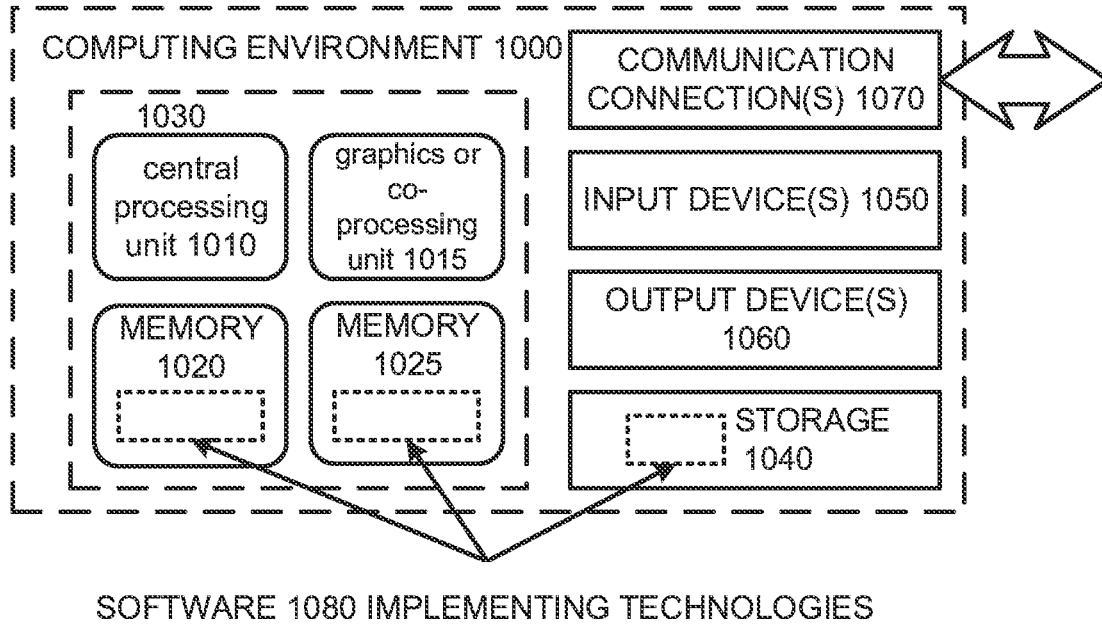 COMPUTING ENVIRONMENT 1000
1030
central
processing
unit 1010
graphics or
co-
processing
unit 1015
MEMORY
1020
MEMORY
1025
COMMUNICATION
CONNECTION(S) 1070
INPUT DEVICE(S) 1050
OUTPUT DEVICE(S)
1060
STORAGE
1040
SOFTWARE 1080 IMPLEMENTING TECHNOLOGIES